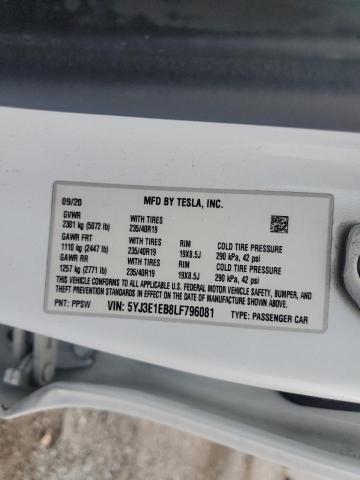 09/20 MFD BY TESLA, INC.
GVWR WITH TIRES
2301 kg (5072 lb) 235/40R19
GAWR FRT WITH TIRES RIM COLD TIRE PRESSURE
1110 kg (2447 lb) 235/40R19 19X8.5J 290 kPa, 42 psi
GAWR RR WITH TIRES RIM COLD TIRE PRESSURE
1257 kg (2771 lb) 235/40R19 19X8.5J 290 kPa, 42 psi
THIS VEHICLE CONFORMS TO ALL
APPLICABLE U.S. FEDERAL MOTOR VEHICLE SAFETY, BUMPER, AND
THEFT PREVENTION STANDARDS IN EFFECT ON THE DATE OF
MANUFACTURE SHOWN ABOVE.
PNT: PPSW VIN: 5YJ3E1EB8LF796081 TYPE: PASSENGER CAR